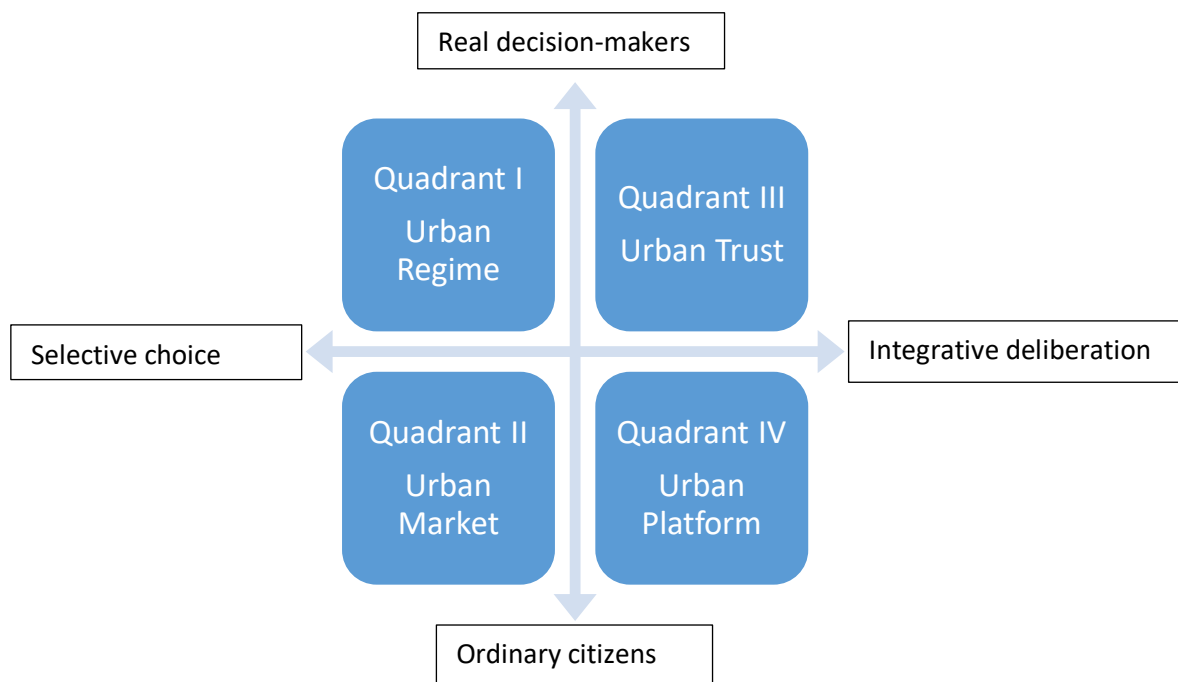 Real decision-makers
Quadrant I
Urban
Regime
Quadrant III
Urban Trust
Selective choice
Integrative deliberation
Quadrant II
Urban
Market
Quadrant IV
Urban
Platform
Ordinary citizens